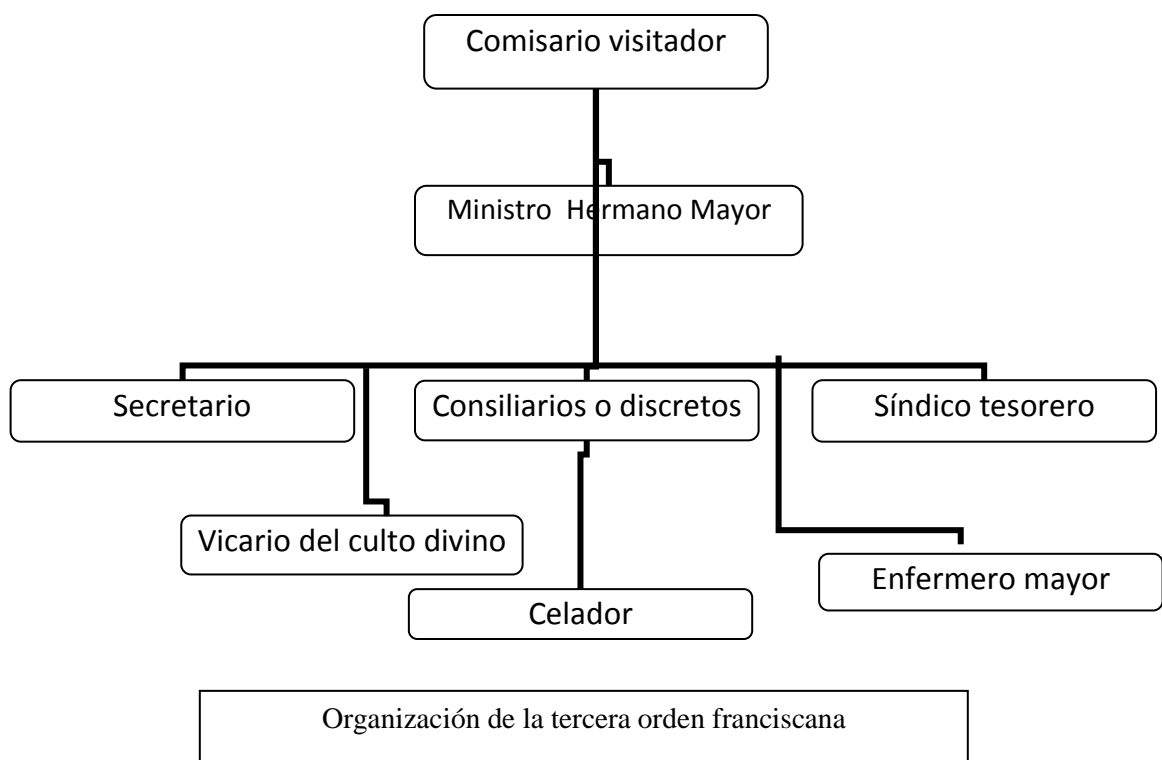 Comisario visitador
Ministro  Hermano Mayor
Secretario
Consiliarios o discretos
Síndico tesorero
Vicario del culto divino
Enfermero mayor
Celador
Organización de la tercera orden franciscana